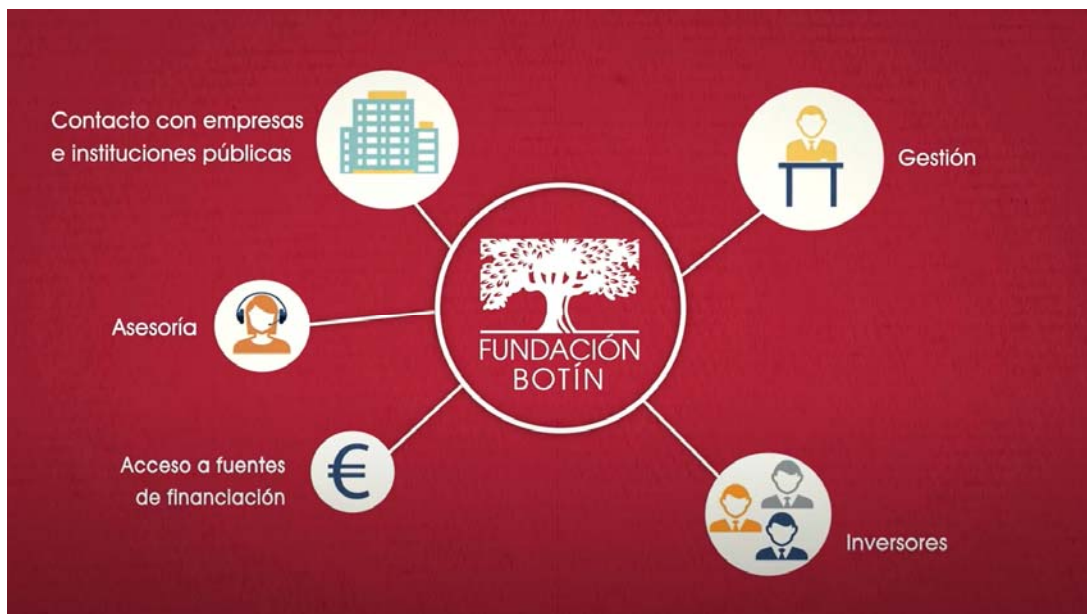 Contacto con empresas
e instituciones públicas
Gestión
Asesoría
FUNDACIÓN
BOTÍN
Acceso a fuentes
de financiación
€
Inversores